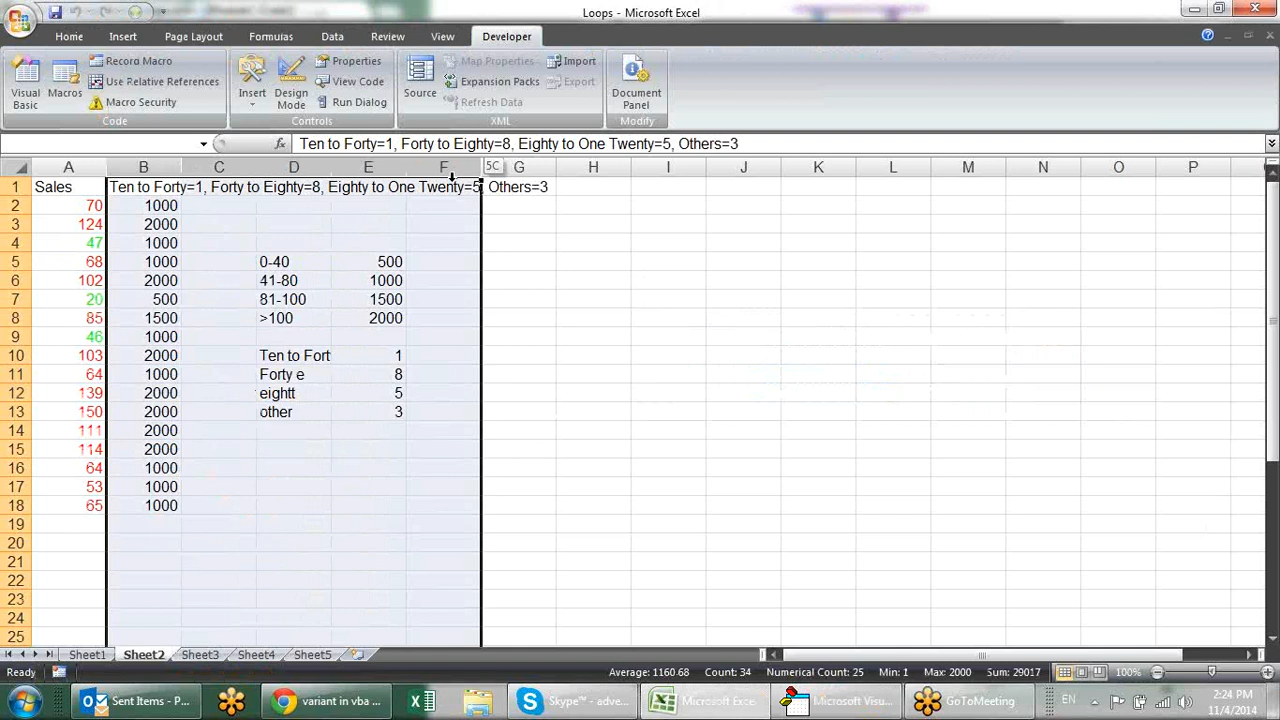 Loops - Microsoft Excel
Home Insert Page Layout Formulas Data Review View Developer
Visual Basic
Macros
Record Macro
Use Relative References
Macro Security
Code
Insert
Design Mode
Properties
View Code
Run Dialog
Controls
Source
Map Properties
Expansion Packs
Refresh Data
Import
Export
XML
Document Panel
Modify
fx Ten to Forty=1, Forty to Eighty=8, Eighty to One Twenty=5, Others=3
A B C D E F 5C G H I J K L M N O P
1 Sales Ten to Forty=1, Forty to Eighty=8, Eighty to One Twenty=5, Others=3
2 70 1000
3 124 2000
4 47 1000
5 68 1000 0-40 500
6 102 2000 41-80 1000
7 20 500 81-100 1500
8 85 1500 >100 2000
9 46 1000
10 103 2000 Ten to Fort 1
11 64 1000 Forty e 8
12 139 2000 eightt 5
13 150 2000 other 3
14 111 2000
15 114 2000
16 64 1000
17 53 1000
18 65 1000
19
20
21
22
23
24
25
Sheet1 Sheet2 Sheet3 Sheet4 Sheet5
Ready Average: 1160.68 Count: 34 Numerical Count: 25 Min: 1 Max: 2000 Sum: 29017 100%
Sent Items - P... variant in vba ... Skype™ - adve... Microsoft Excel Microsoft Visu... GoToMeeting EN 2:24 PM
11/4/2014